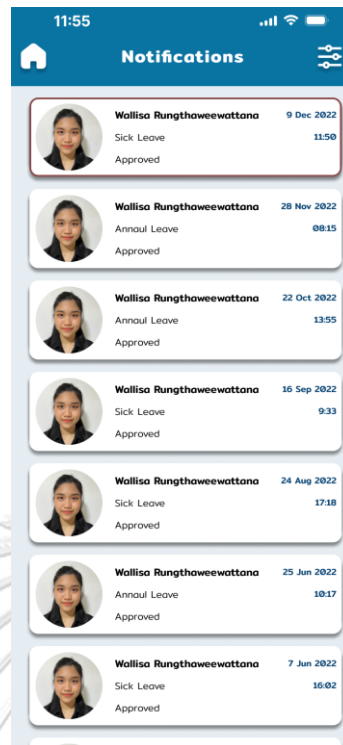 11:55
Notifications
Wallisa Rungthaweewattana 9 Dec 2022
Sick Leave 11:50
Approved
Wallisa Rungthaweewattana 28 Nov 2022
Annaul Leave 08:15
Approved
Wallisa Rungthaweewattana 22 Oct 2022
Annaul Leave 13:55
Approved
Wallisa Rungthaweewattana 16 Sep 2022
Sick Leave 9:33
Approved
Wallisa Rungthaweewattana 24 Aug 2022
Sick Leave 17:18
Approved
Wallisa Rungthaweewattana 25 Jun 2022
Annaul Leave 10:17
Approved
Wallisa Rungthaweewattana 7 Jun 2022
Sick Leave 16:02
Approved